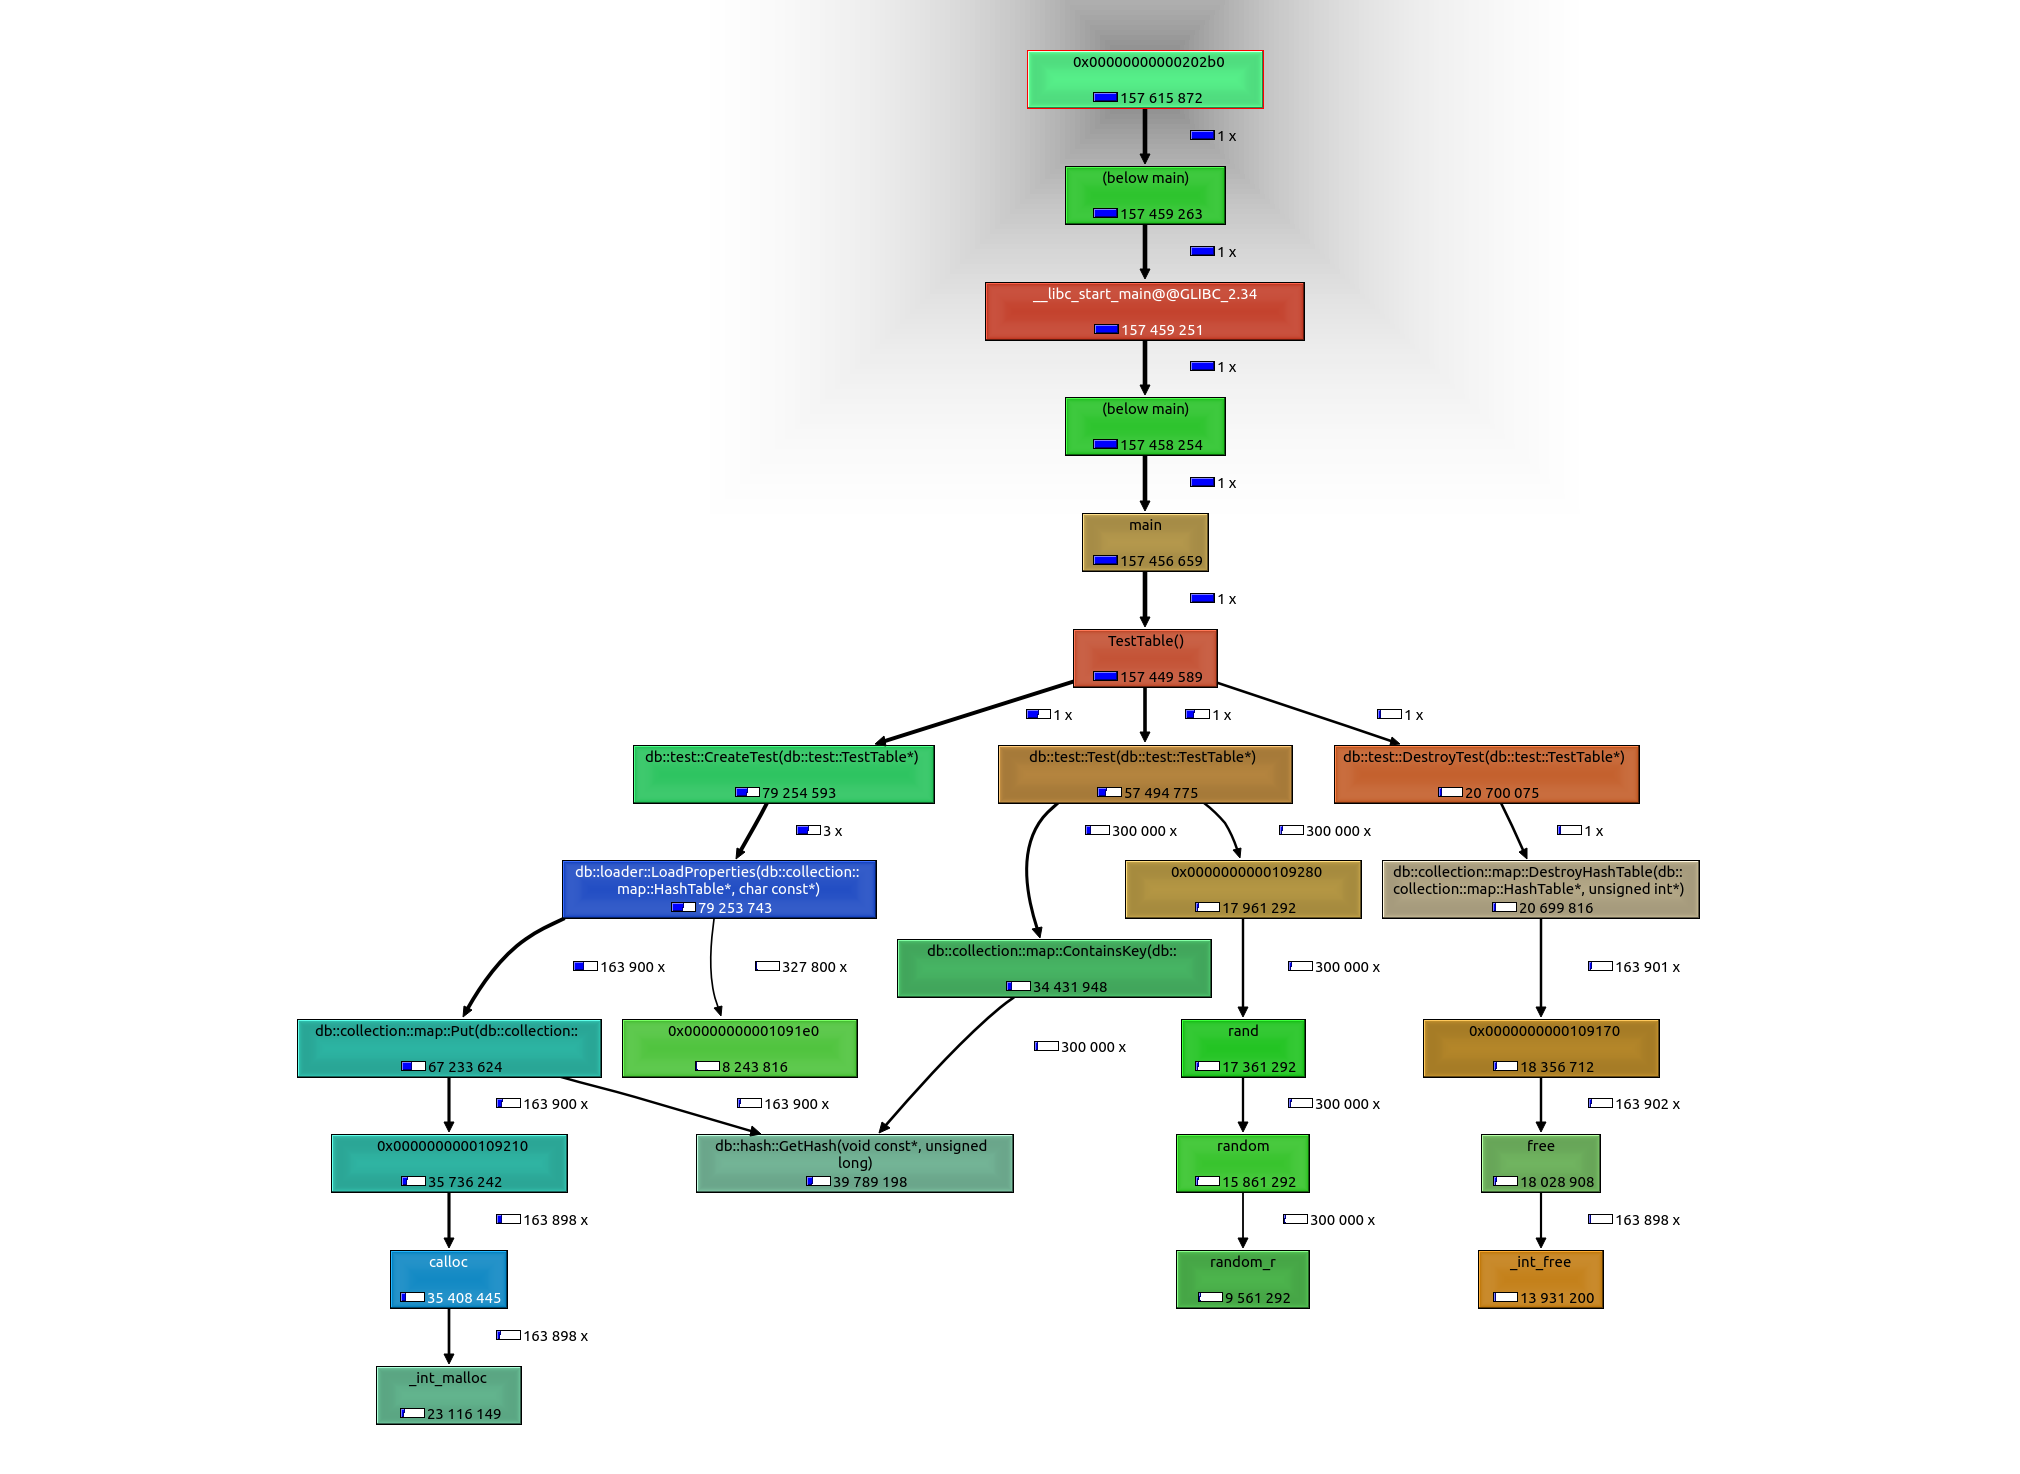 0x00000000000202b0
157 615 872
1 x
(below main)
157 459 263
1 x
__libc_start_main@@GLIBC_2.34
157 459 251
1 x
(below main)
157 458 254
1 x
main
157 456 659
1 x
TestTable()
157 449 589
1 x
1 x
1 x
db::test::CreateTest(db::test::TestTable*)
79 254 593
db::test::Test(db::test::TestTable*)
57 494 775
db::test::DestroyTest(db::test::TestTable*)
20 700 075
3 x
300 000 x
300 000 x
1 x
db::loader::LoadProperties(db::collection::
map::HashTable*, char const*)
79 253 743
0x0000000000109280
17 961 292
db::collection::map::DestroyHashTable(db::
collection::map::HashTable*, unsigned int*)
20 699 816
db::collection::map::ContainsKey(db::
34 431 948
163 900 x
327 800 x
300 000 x
163 901 x
db::collection::map::Put(db::collection::
67 233 624
0x00000000001091e0
8 243 816
300 000 x
rand
17 361 292
0x0000000000109170
18 356 712
163 900 x
163 900 x
300 000 x
163 902 x
0x0000000000109210
35 736 242
db::hash::GetHash(void const*, unsigned
long)
39 789 198
random
15 861 292
free
18 028 908
163 898 x
300 000 x
163 898 x
calloc
35 408 445
random_r
9 561 292
_int_free
13 931 200
163 898 x
_int_malloc
23 116 149